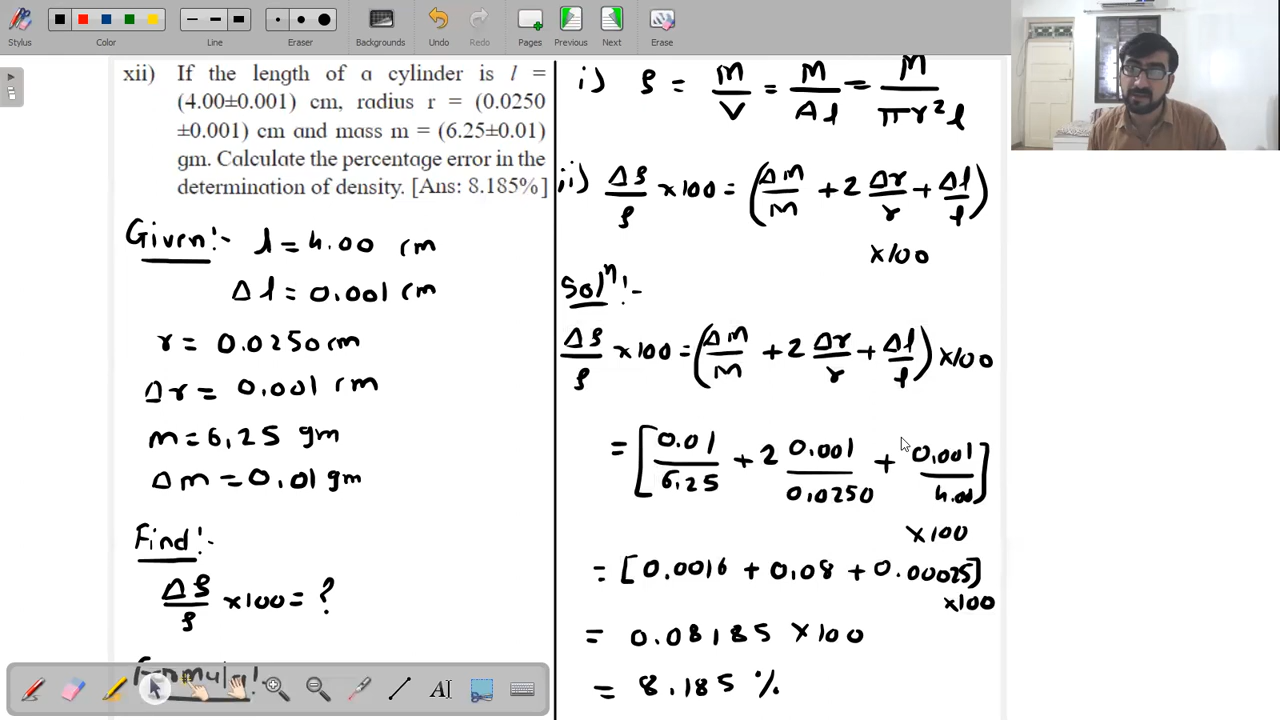 Stylus
Color
Line
Eraser
Backgrounds
Undo
Redo
Pages
Previous
Next
Erase
xii) If the length of a cylinder is l =
(4.00±0.001) cm, radius r = (0.0250
±0.001) cm and mass m = (6.25±0.01)
gm. Calculate the percentage error in the
determination of density. [Ans: 8.185%]
Given:- l = 4.00 cm
Δl = 0.001 cm
r = 0.0250 cm
Δr = 0.001 cm
m = 6.25 gm
Δm = 0.01 gm
Find:-
Δρ/ρ ×100 = ?
Formula:-
i) ρ = M/V = M/Al = M/πr²l
ii) Δρ/ρ ×100 = (ΔM/M + 2 Δr/r + Δl/l)
×100
Solⁿ:-
Δρ/ρ ×100 = (ΔM/M + 2 Δr/r + Δl/l) ×100
= [0.01/6.25 + 2 0.001/0.0250 + 0.001/4.00]
×100
= [0.0016 + 0.08 + 0.00025]
×100
= 0.08185 ×100
= 8.185 %